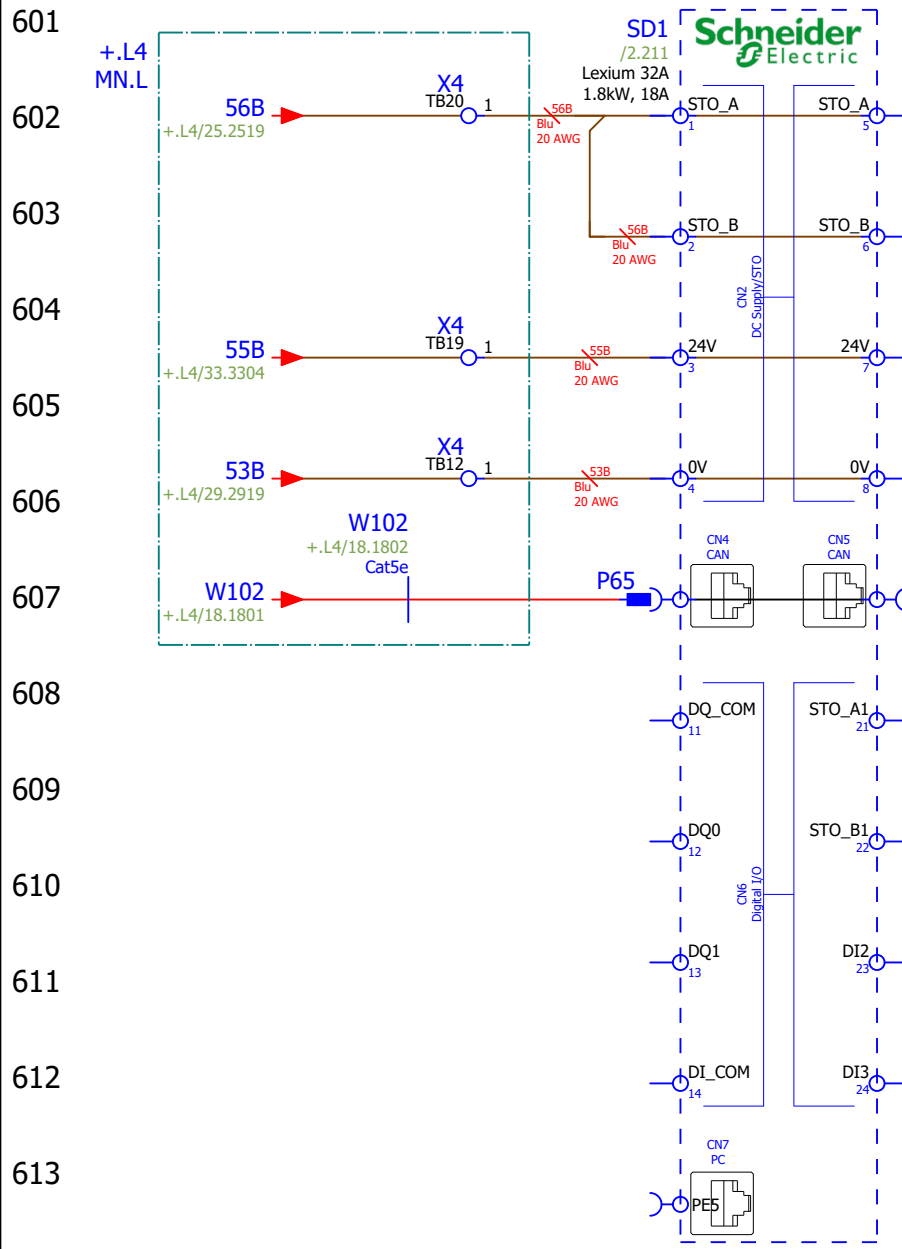 601
+.L4
MN.L
SD1
/2.211
Lexium 32A
1.8kW, 18A
Schneider
Electric
602
56B
+.L4/25.2519
X4
TB20
1
56B
Blu
20 AWG
STO_A
1
STO_A
5
603
56B
Blu
20 AWG
STO_B
2
STO_B
6
CN2
DC Supply/STO
604
55B
+.L4/33.3304
X4
TB19
1
55B
Blu
20 AWG
24V
3
24V
7
605
53B
+.L4/29.2919
X4
TB12
1
53B
Blu
20 AWG
0V
4
0V
8
606
W102
+.L4/18.1802
Cat5e
CN4
CAN
CN5
CAN
607
W102
+.L4/18.1801
P65
608
DQ_COM
11
STO_A1
21
609
DQ0
12
STO_B1
22
610
CN6
Digital I/O
611
DQ1
13
DI2
23
612
DI_COM
14
DI3
24
613
CN7
PC
PE5